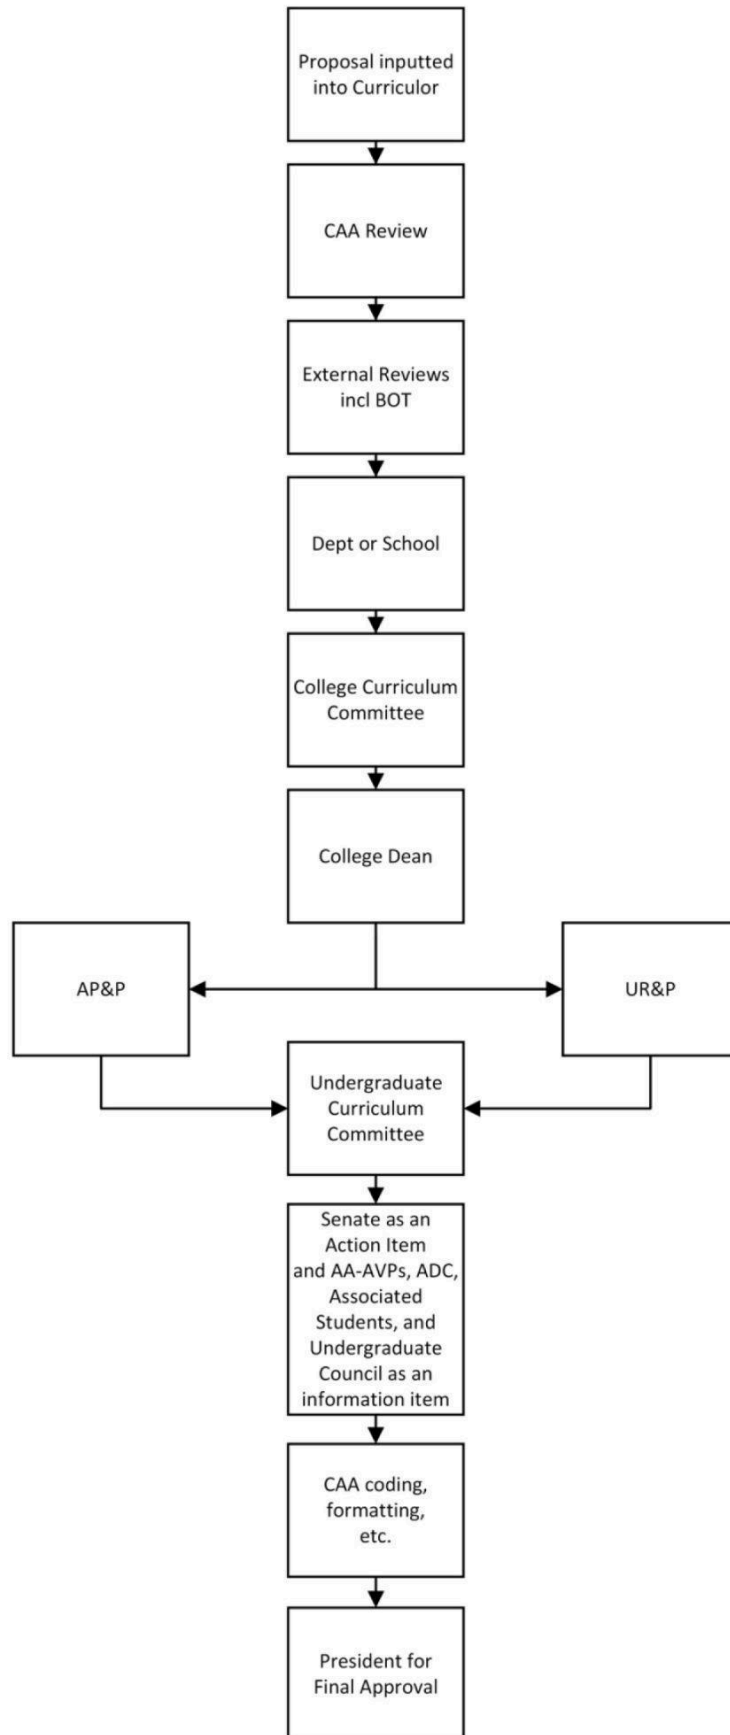 Proposal inputted
into Curriculor
CAA Review
External Reviews
incl BOT
Dept or School
College Curriculum
Committee
College Dean
AP&P
UR&P
Undergraduate
Curriculum
Committee
Senate as an
Action Item
and AA-AVPs, ADC,
Associated
Students, and
Undergraduate
Council as an
information item
CAA coding,
formatting,
etc.
President for
Final Approval